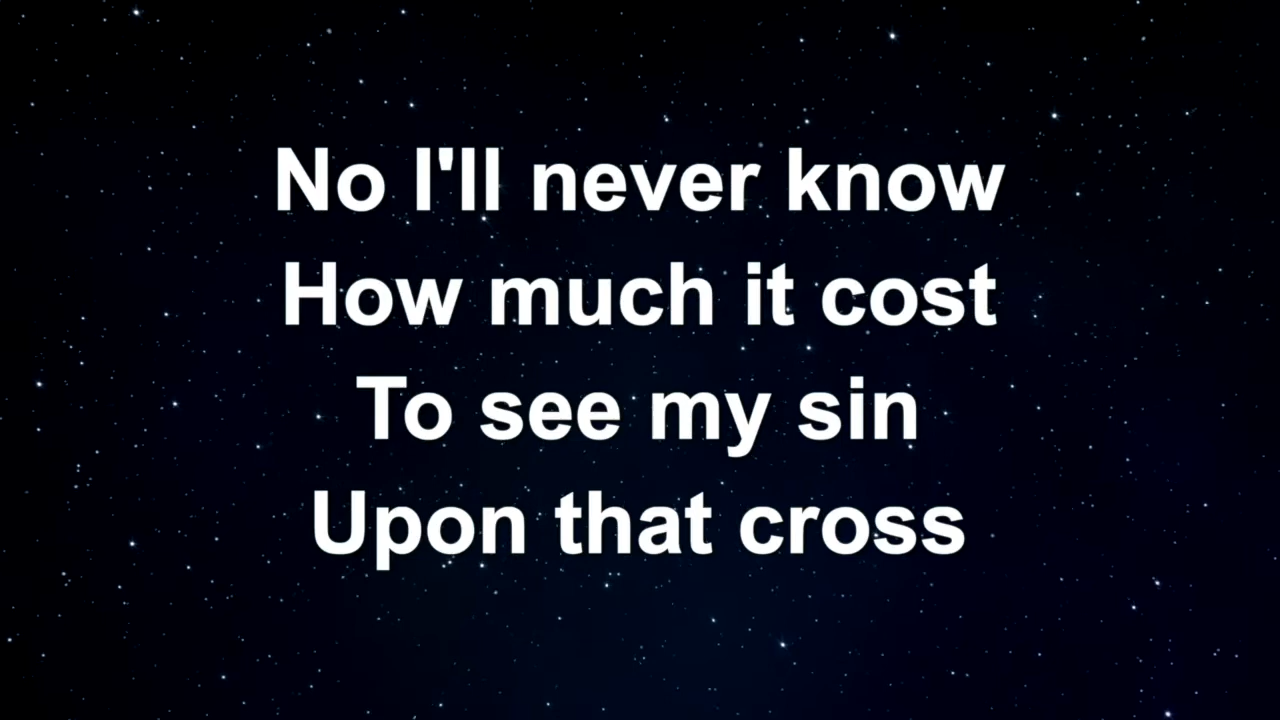 No I'll never know
How much it cost
To see my sin
Upon that cross